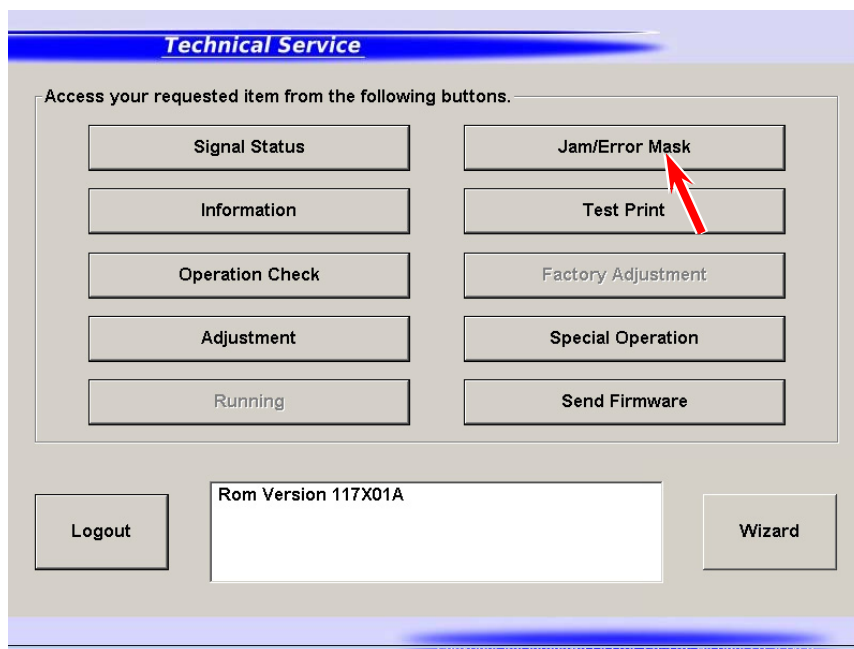 Technical Service
Access your requested item from the following buttons.
Signal Status
Jam/Error Mask
Information
Test Print
Operation Check
Factory Adjustment
Adjustment
Special Operation
Running
Send Firmware
Logout
Rom Version 117X01A
Wizard